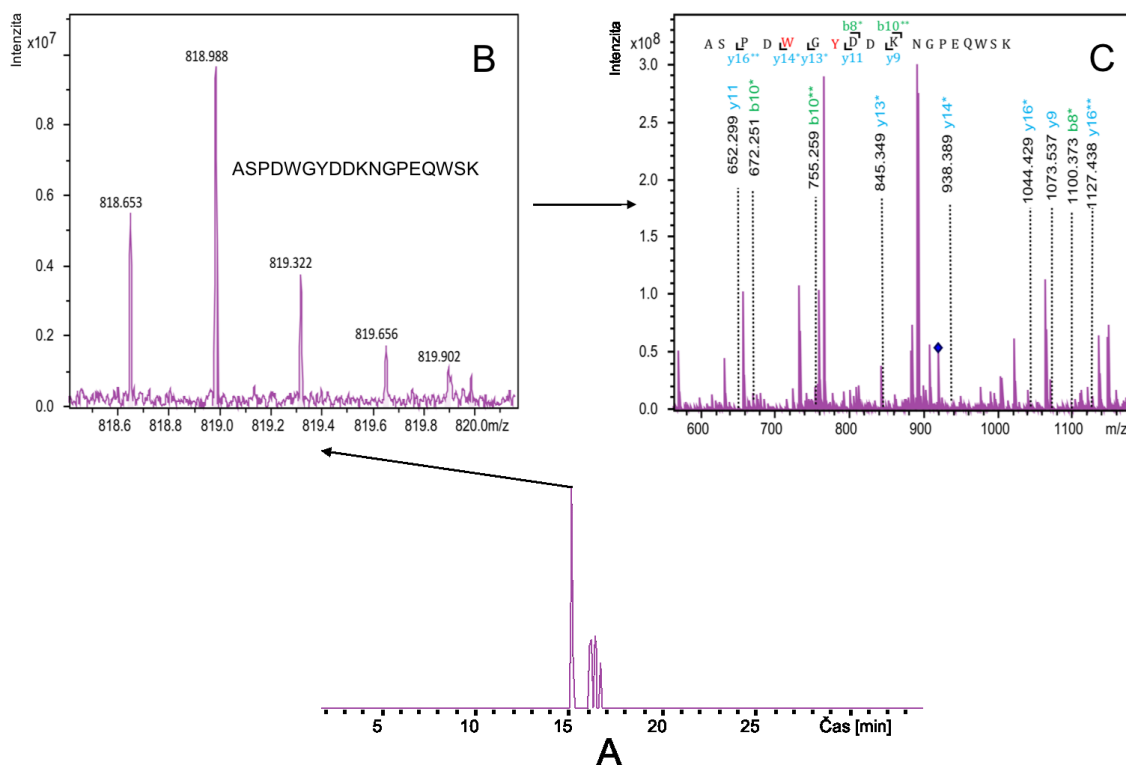 B
Intenzita
x10⁷
0.8
0.6
0.4
0.2
0.0
818.653
818.988
819.322
819.656
819.902
ASPDWGYDDKNGPEQWSK
818.6 818.8 819.0 819.2 819.4 819.6 819.8 820.0m/z
C
Intenzita
x10⁸
3.0
2.5
2.0
1.5
1.0
0.5
0.0
b8* b10**
A S P D W G Y D D K N G P E Q W S K
y16** y14* y13* y11 y9
652.299 y11
672.251 b10*
755.259 b10**
845.349 y13*
938.389 y14*
1044.429 y16*
1073.537 y9
1100.373 b8*
1127.438 y16**
600 700 800 900 1000 1100 m/z
5 10 15 20 25 Čas [min]
A